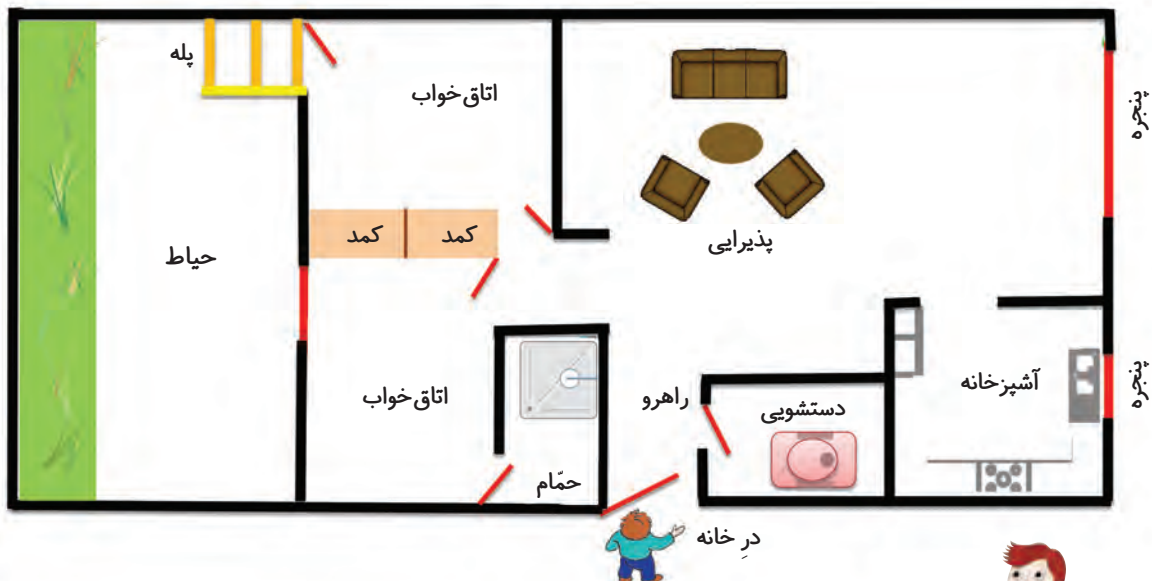 پله
اتاق‌خواب
پنجره
کمد
کمد
پذیرایی
حیاط
آشپزخانه
پنجره
اتاق‌خواب
راهرو
دستشویی
حمّام
درِ خانه